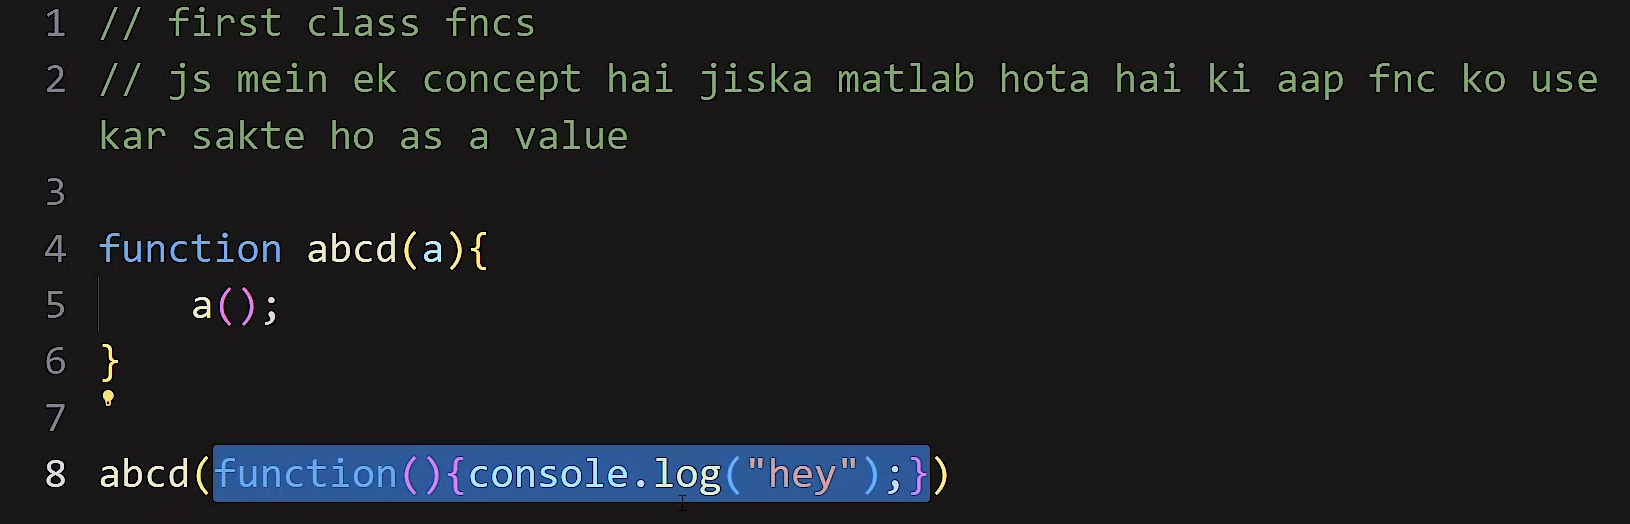 1 // first class fncs
2 // js mein ek concept hai jiska matlab hota hai ki aap fnc ko use
kar sakte ho as a value
3
4 function abcd(a){
5     a();
6 }
7
8 abcd(function(){console.log("hey");})